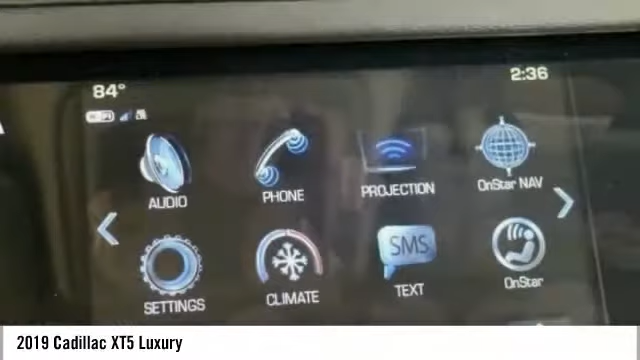 84°
2:36
AUDIO
PHONE
PROJECTION
OnStar NAV
SMS
SETTINGS
CLIMATE
TEXT
OnStar
2019 Cadillac XT5 Luxury